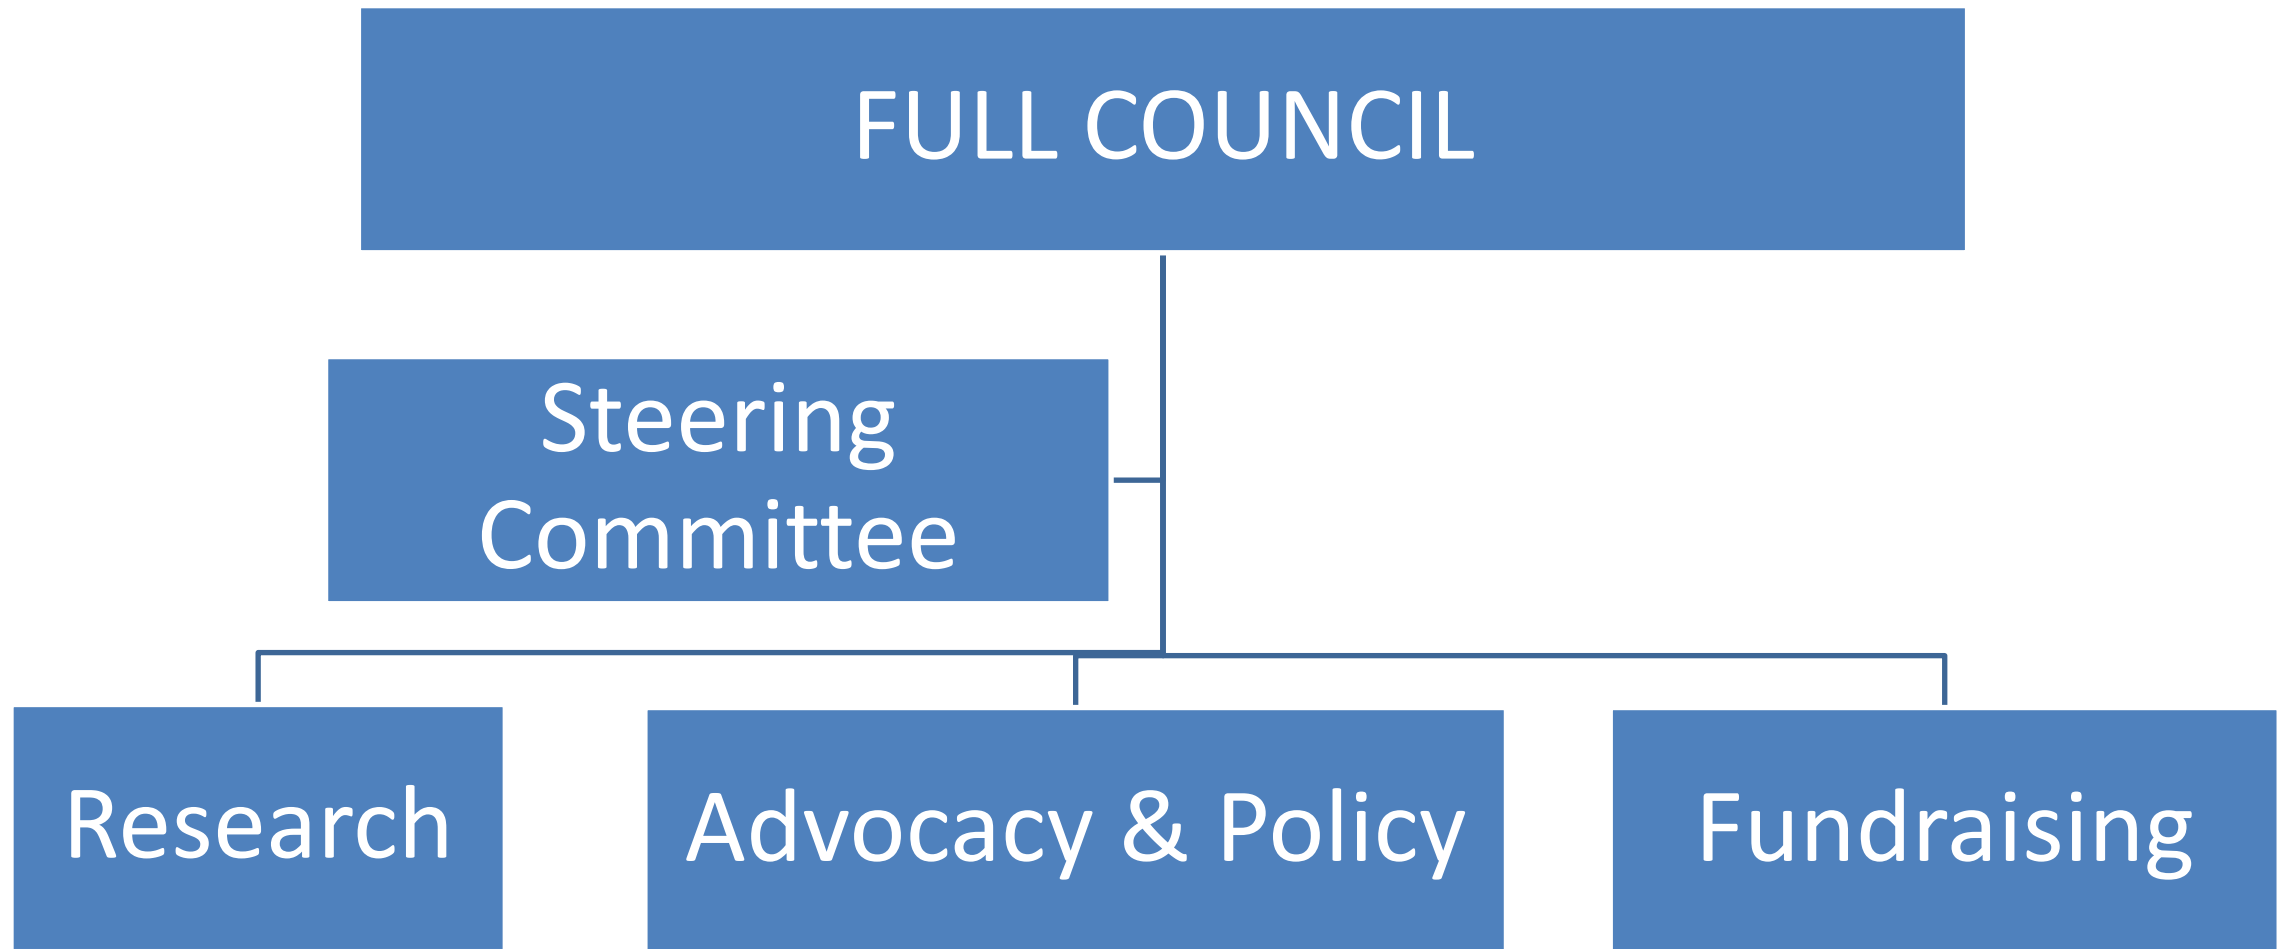 FULL COUNCIL
Steering
Committee
Research
Advocacy & Policy
Fundraising